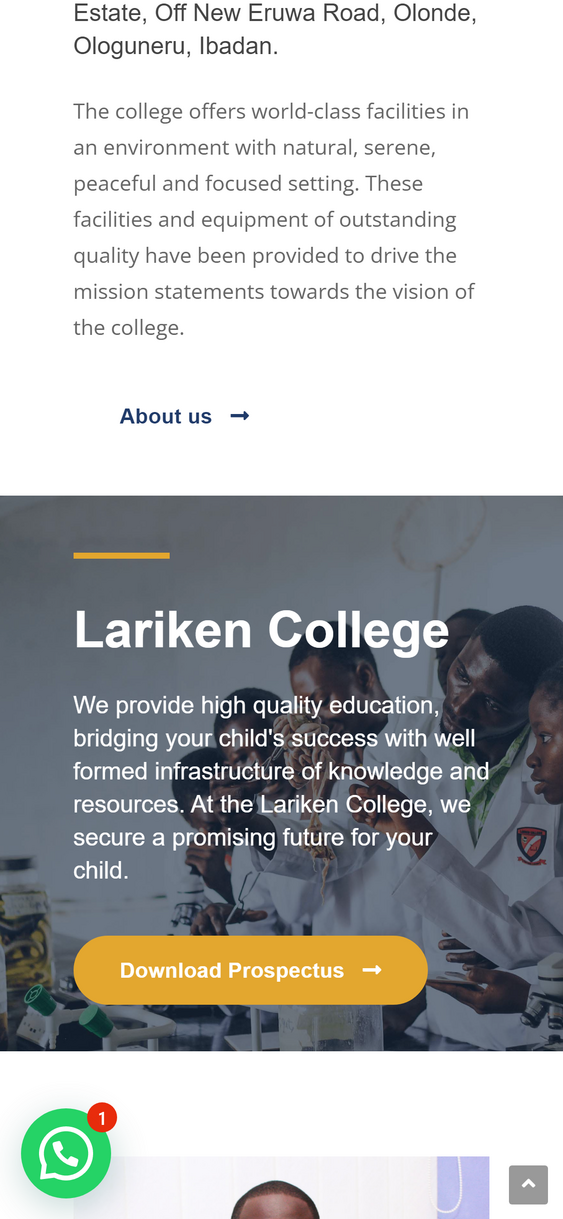 Estate, Off New Eruwa Road, Olonde,
Ologuneru, Ibadan.
The college offers world-class facilities in
an environment with natural, serene,
peaceful and focused setting. These
facilities and equipment of outstanding
quality have been provided to drive the
mission statements towards the vision of
the college.
About us
Lariken College
We provide high quality education,
bridging your child's success with well
formed infrastructure of knowledge and
resources. At the Lariken College, we
secure a promising future for your
child.
Download Prospectus
1